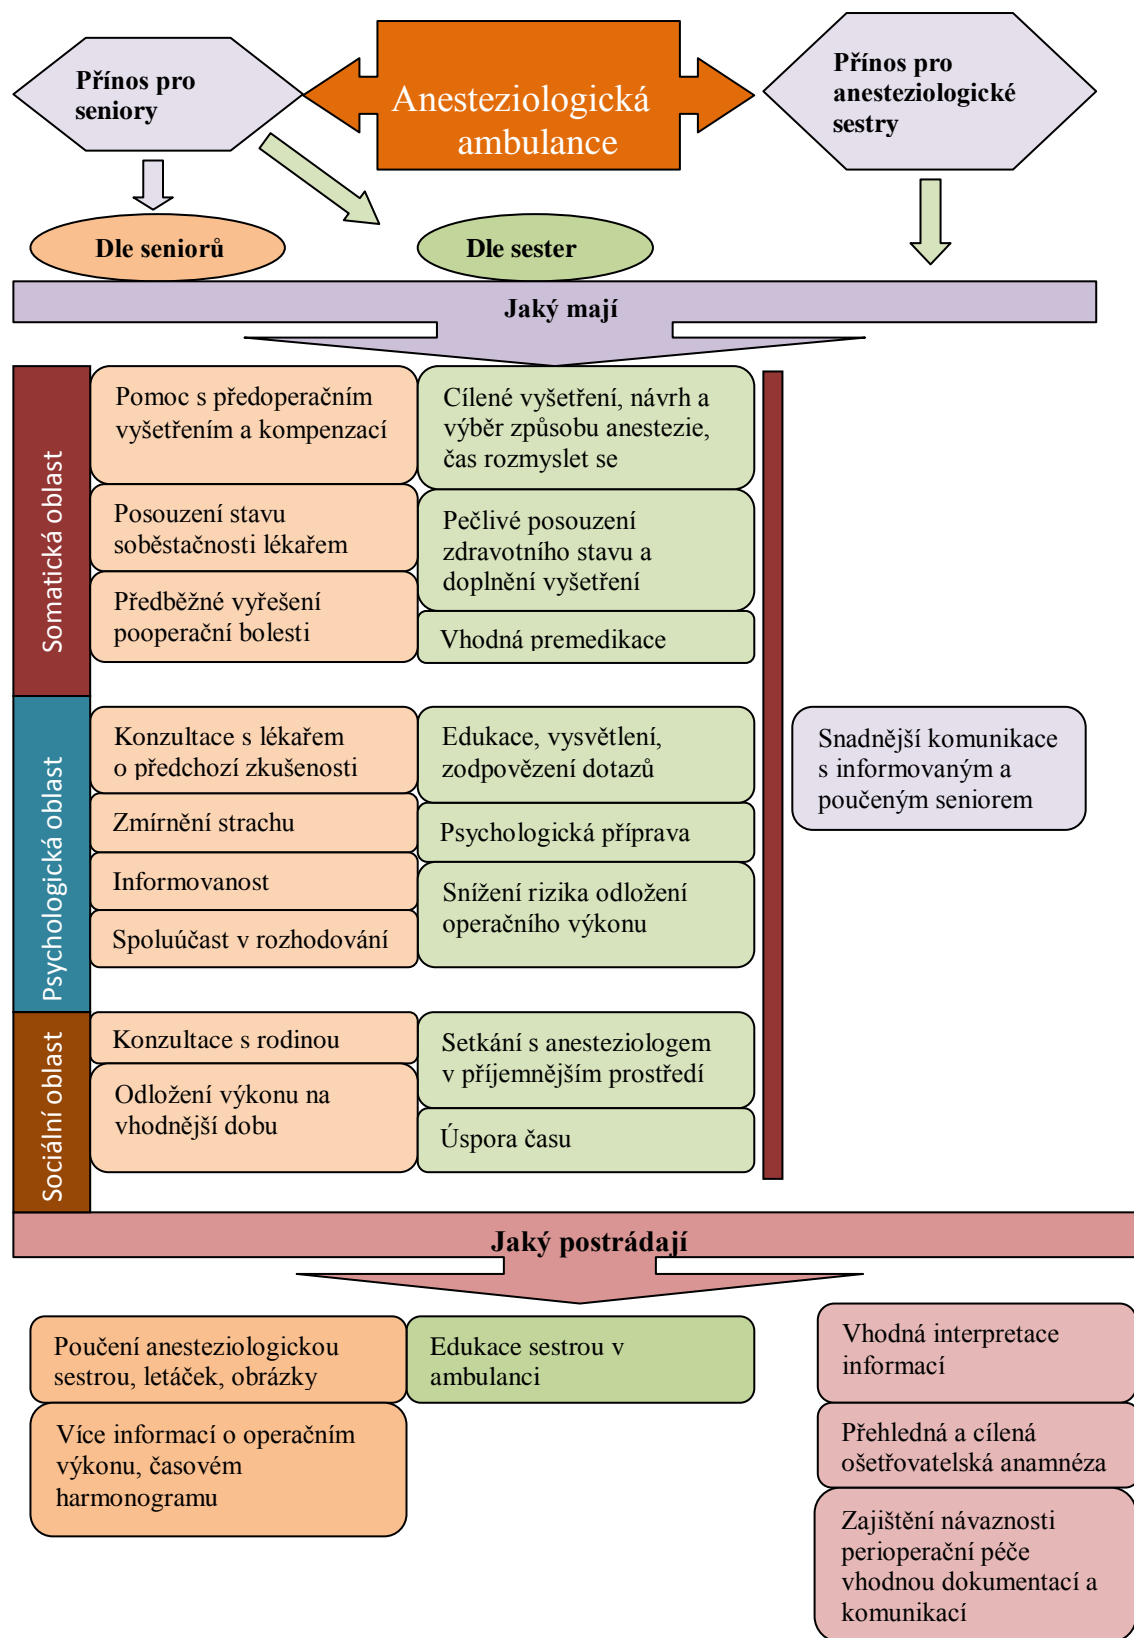 Přínos pro
seniory
Anesteziologická
ambulance
Přínos pro
anesteziologické
sestry
Dle seniorů
Dle sester
Jaký mají
Somatická oblast
Pomoc s předoperačním
vyšetřením a kompenzací
Posouzení stavu
soběstačnosti lékařem
Předběžné vyřešení
pooperační bolesti
Cílené vyšetření, návrh a
výběr způsobu anestezie,
čas rozmyslet se
Pečlivé posouzení
zdravotního stavu a
doplnění vyšetření
Vhodná premedikace
Psychologická oblast
Konzultace s lékařem
o předchozí zkušenosti
Zmírnění strachu
Informovanost
Spoluúčast v rozhodování
Edukace, vysvětlení,
zodpovězení dotazů
Psychologická příprava
Snížení rizika odložení
operačního výkonu
Snadnější komunikace
s informovaným a
poučeným seniorem
Sociální oblast
Konzultace s rodinou
Odložení výkonu na
vhodnější dobu
Setkání s anesteziologem
v příjemnějším prostředí
Úspora času
Jaký postrádají
Poučení anesteziologickou
sestrou, letáček, obrázky
Více informací o operačním
výkonu, časovém
harmonogramu
Edukace sestrou v
ambulanci
Vhodná interpretace
informací
Přehledná a cílená
ošetřovatelská anamnéza
Zajištění návaznosti
perioperační péče
vhodnou dokumentací a
komunikací